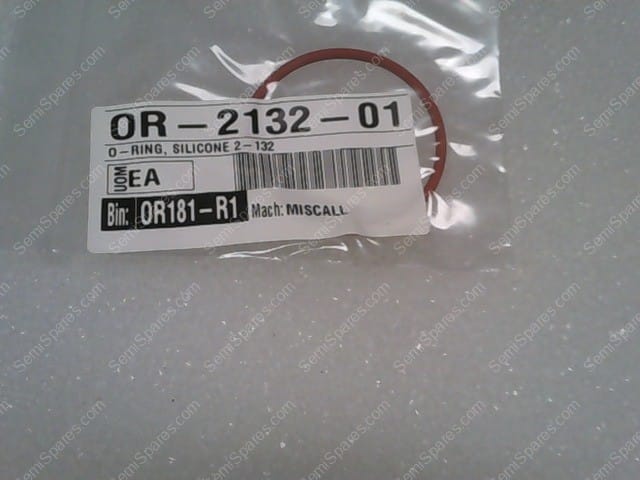 OR-2132-01
O-RING, SILICONE 2-132
UOM EA
Bin: OR181-R1 Mach: MISCALL
SemiSpares.com